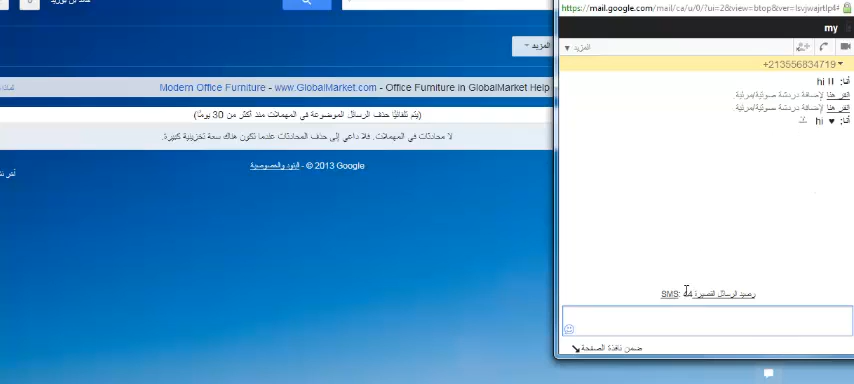 https://mail.google.com/mail/ca/u/0/?ui=2&view=btop&ver=
my
المزيد
المزيد
+213556834719
Modern Office Furniture - www.GlobalMarket.com - Office Furniture in GlobalMarket Help
أنا: hi !!
انقر هنا لإضافة دردشة صوتية/مرئية.
انقر هنا لإضافة دردشة صوتية/مرئية.
أنا: hi ♥
(يتم تلقائيًا حذف الرسائل الموضوعة في المهملات منذ أكثر من 30 يومًا)
لا محادثات في المهملات. فلا داعي إلى حذف المحادثات عندما تكون هناك سعة تخزينية كبيرة.
© 2013 Google - البنود والخصوصية
رصيد الرسائل القصيرة SMS: 44
ضمن نافذة الصفحة